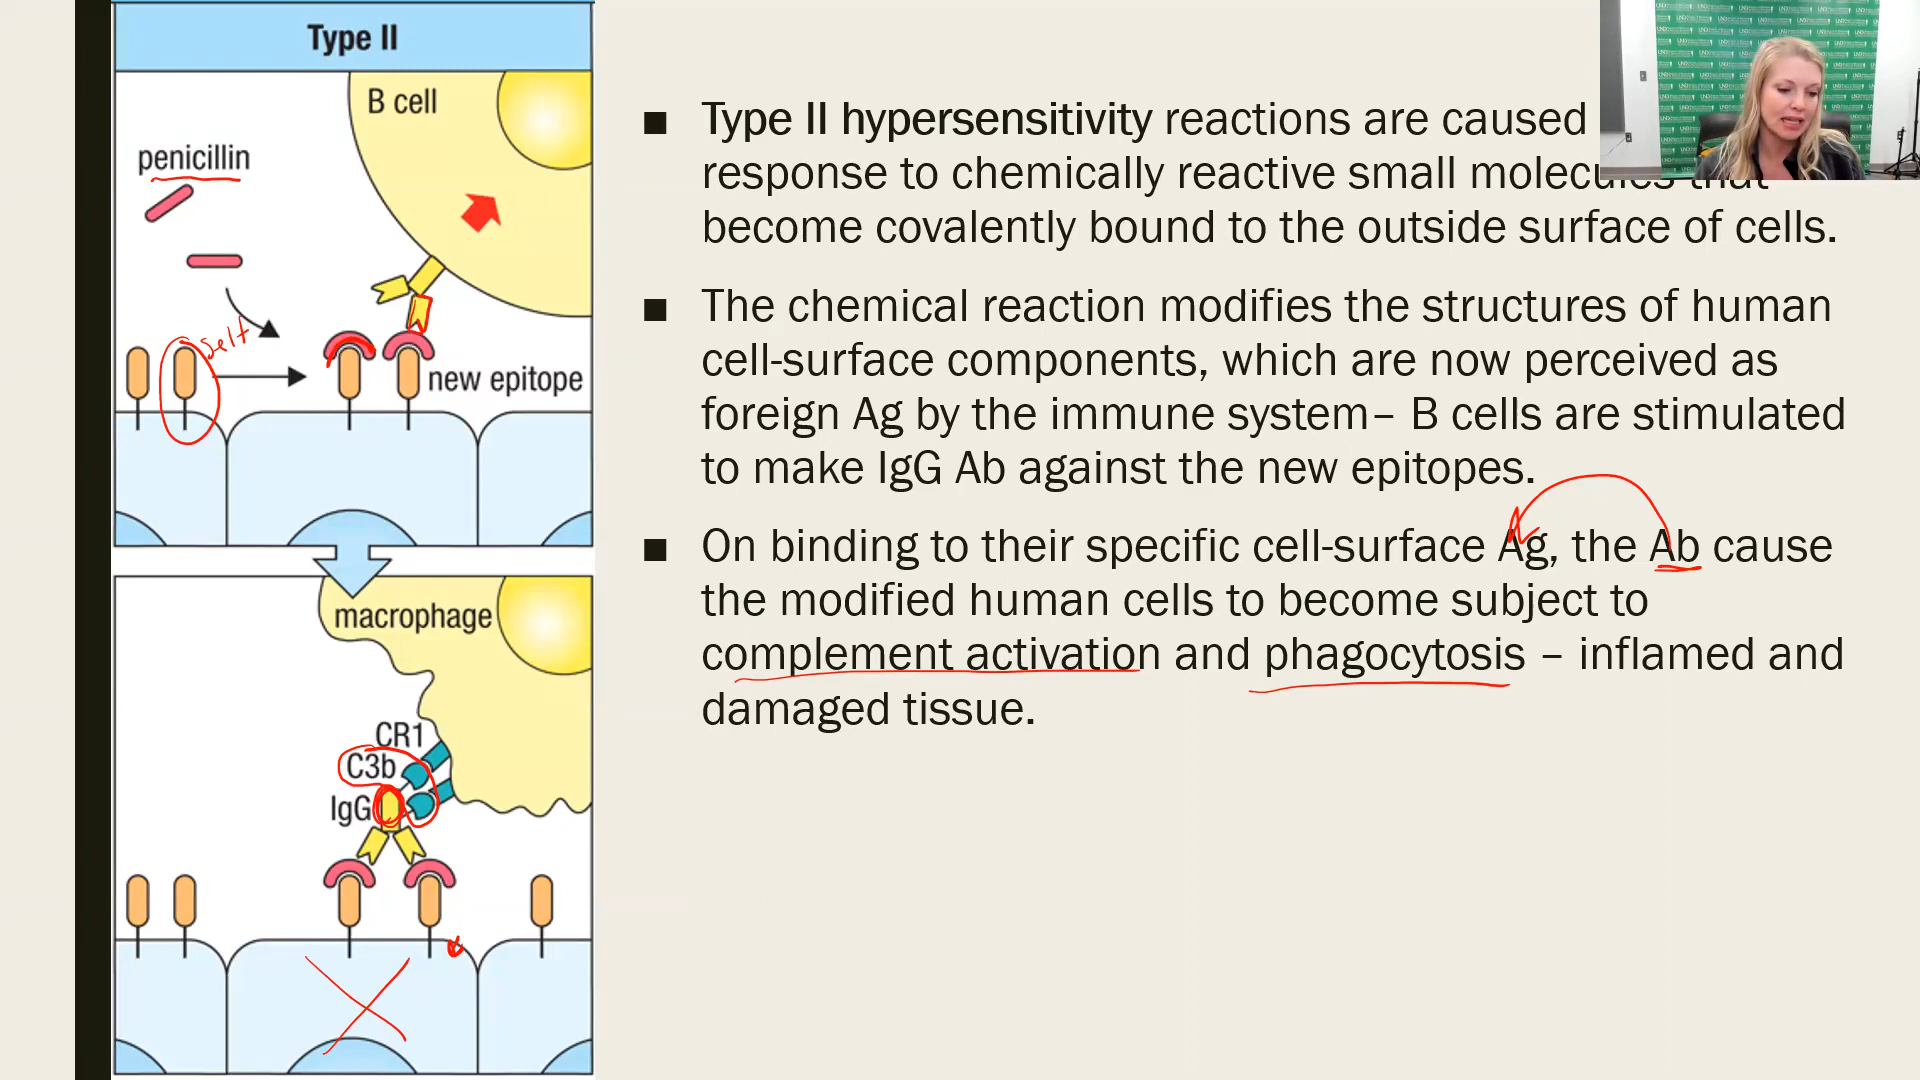 Type II
B cell
penicillin
self
new epitope
macrophage
CR1
C3b
IgG
■ Type II hypersensitivity reactions are caused
response to chemically reactive small molecules that
become covalently bound to the outside surface of cells.
■ The chemical reaction modifies the structures of human
cell-surface components, which are now perceived as
foreign Ag by the immune system– B cells are stimulated
to make IgG Ab against the new epitopes.
■ On binding to their specific cell-surface Ag, the Ab cause
the modified human cells to become subject to
complement activation and phagocytosis – inflamed and
damaged tissue.